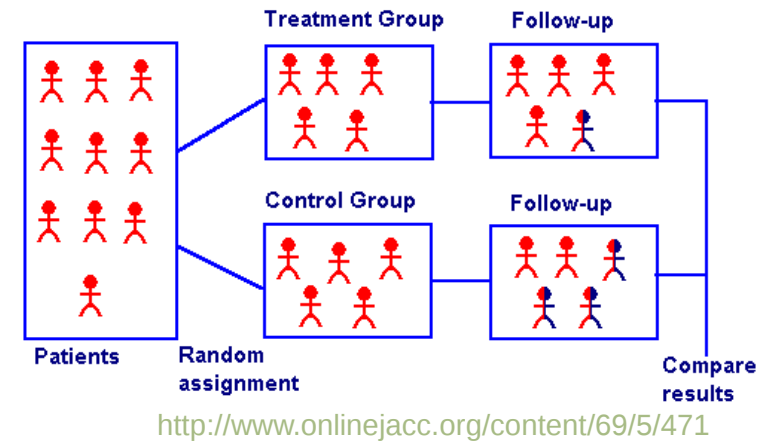 Treatment Group
Follow-up
Control Group
Follow-up
Patients
Random
assignment
Compare
results
http://www.onlinejacc.org/content/69/5/471